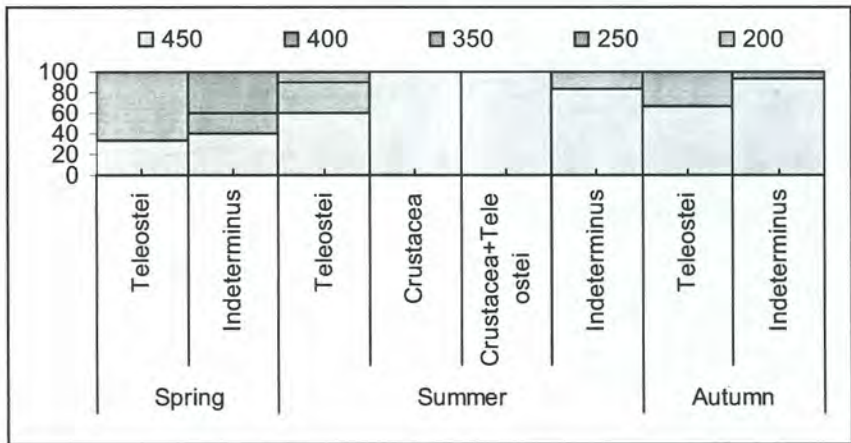 450 400 350 250 200
100
80
60
40
20
0
Teleostei
Indeterminus
Teleostei
Crustacea
Crustacea+Tele
ostei
Indeterminus
Teleostei
Indeterminus
Spring Summer Autumn